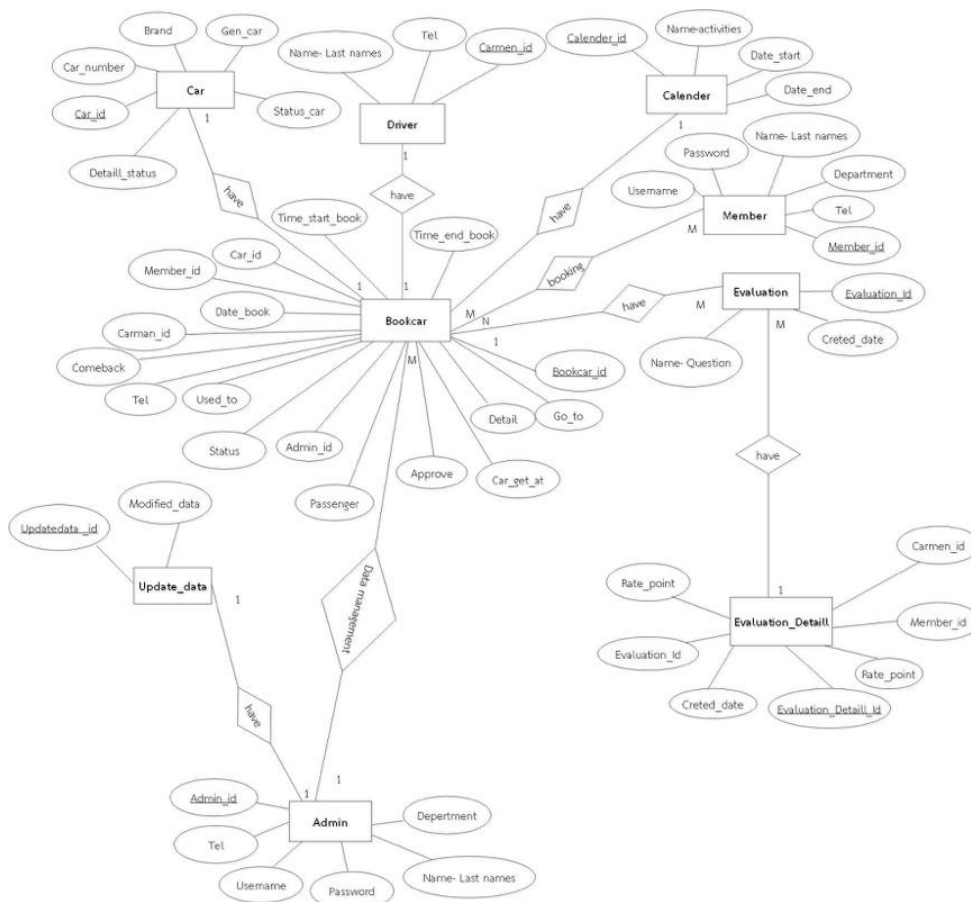 Brand
Gen_car
Car_number
Car
Car_id
Status_car
Detaill_status
1
have
Name- Last names
Tel
Carmen_id
Driver
1
have
Calender_id
Name-activities
Date_start
Calender
Date_end
1
have
Password
Name- Last names
Username
Department
Member
Tel
M
Member_id
booking
Time_start_book
Time_end_book
Car_id
Member_id
Date_book
1
1
Bookcar
M
N
1
M
Carman_id
Comeback
Tel
Used_to
Status
Admin_id
Passenger
Approve
Car_get_at
Detail
Go_to
Bookcar_id
have
M
Evaluation
Evaluation_Id
M
Creted_date
Name- Question
have
1
Carmen_id
Rate_point
Evaluation_Detaill
Member_id
Evaluation_Id
Rate_point
Creted_date
Evaluation_Detaill_Id
Modified_data
Updatedata_id
Update_data
1
have
Data management
1
1
Admin_id
Admin
Depertment
Tel
Username
Password
Name- Last names